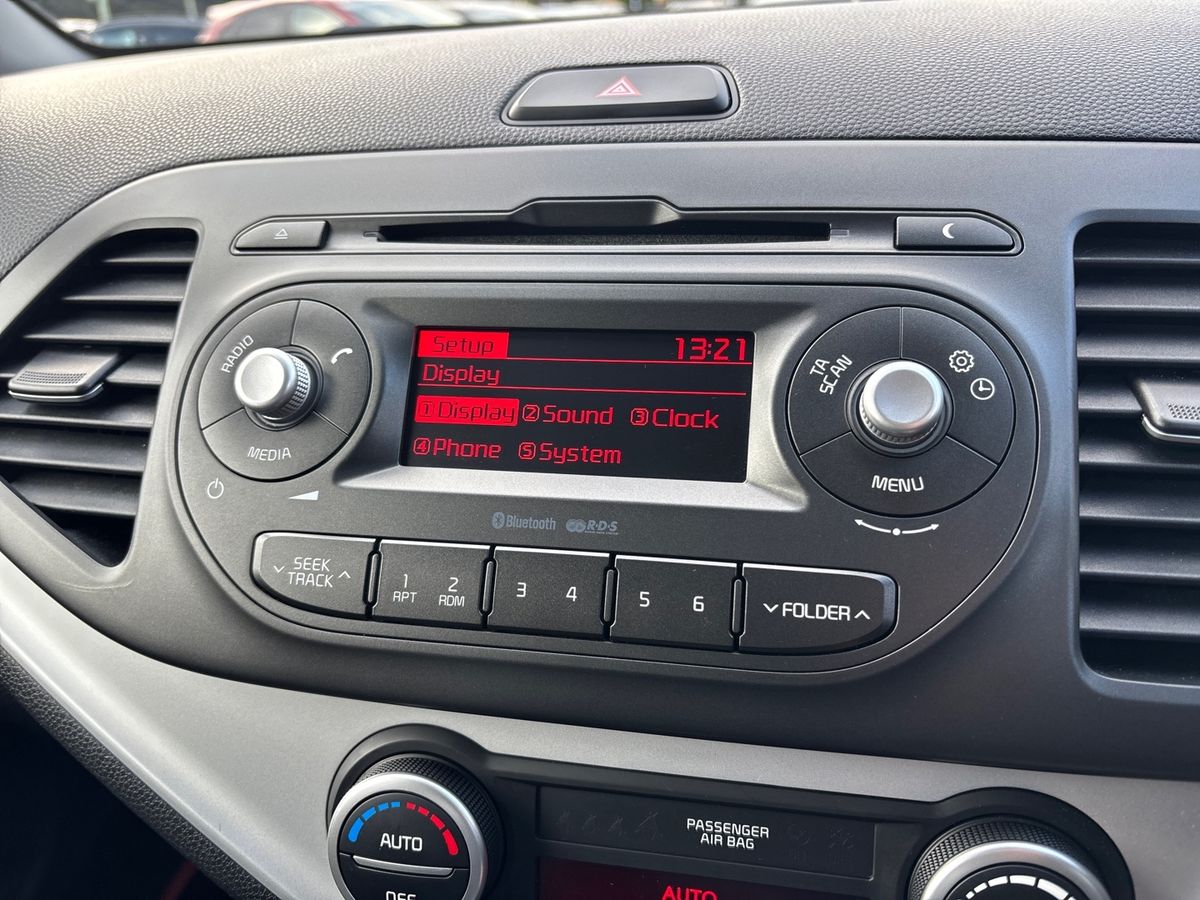 RADIO
MEDIA
Setup 13:21
Display
1 Display 2 Sound 3 Clock
4 Phone 5 System
TA
SCAN
MENU
Bluetooth R·D·S
SEEK
TRACK
1 2
RPT RDM
3 4
5 6
FOLDER
AUTO
OFF
PASSENGER
AIR BAG
AUTO